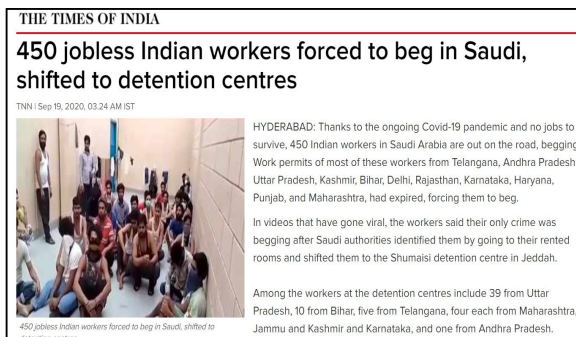 THE TIMES OF INDIA
450 jobless Indian workers forced to beg in Saudi,
shifted to detention centres
TNN | Sep 19, 2020, 03.24 AM IST
HYDERABAD: Thanks to the ongoing Covid-19 pandemic and no jobs to
survive, 450 Indian workers in Saudi Arabia are out on the road, begging
Work permits of most of these workers from Telangana, Andhra Pradesh
Uttar Pradesh, Kashmir, Bihar, Delhi, Rajasthan, Karnataka, Haryana,
Punjab, and Maharashtra, had expired, forcing them to beg.
In videos that have gone viral, the workers said their only crime was
begging after Saudi authorities identified them by going to their rented
rooms and shifted them to the Shumaisi detention centre in Jeddah.
Among the workers at the detention centres include 39 from Uttar
Pradesh, 10 from Bihar, five from Telangana, four each from Maharashtra,
Jammu and Kashmir and Karnataka, and one from Andhra Pradesh.
450 jobless Indian workers forced to beg in Saudi, shifted to